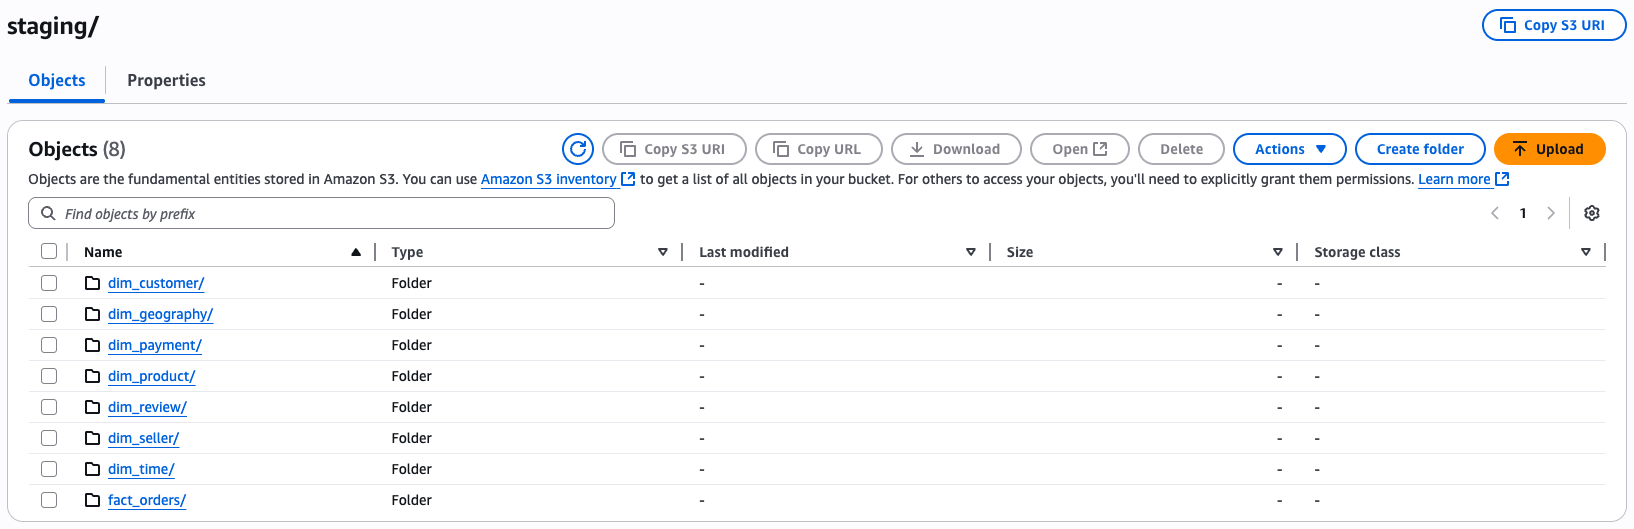 staging/
Copy S3 URI
Objects
Properties
Objects (8)
Copy S3 URI
Copy URL
Download
Open
Delete
Actions
Create folder
Upload
Objects are the fundamental entities stored in Amazon S3. You can use Amazon S3 inventory to get a list of all objects in your bucket. For others to access your objects, you'll need to explicitly grant them permissions. Learn more
Find objects by prefix
1
Name Type Last modified Size Storage class
dim_customer/ Folder - - -
dim_geography/ Folder - - -
dim_payment/ Folder - - -
dim_product/ Folder - - -
dim_review/ Folder - - -
dim_seller/ Folder - - -
dim_time/ Folder - - -
fact_orders/ Folder - - -